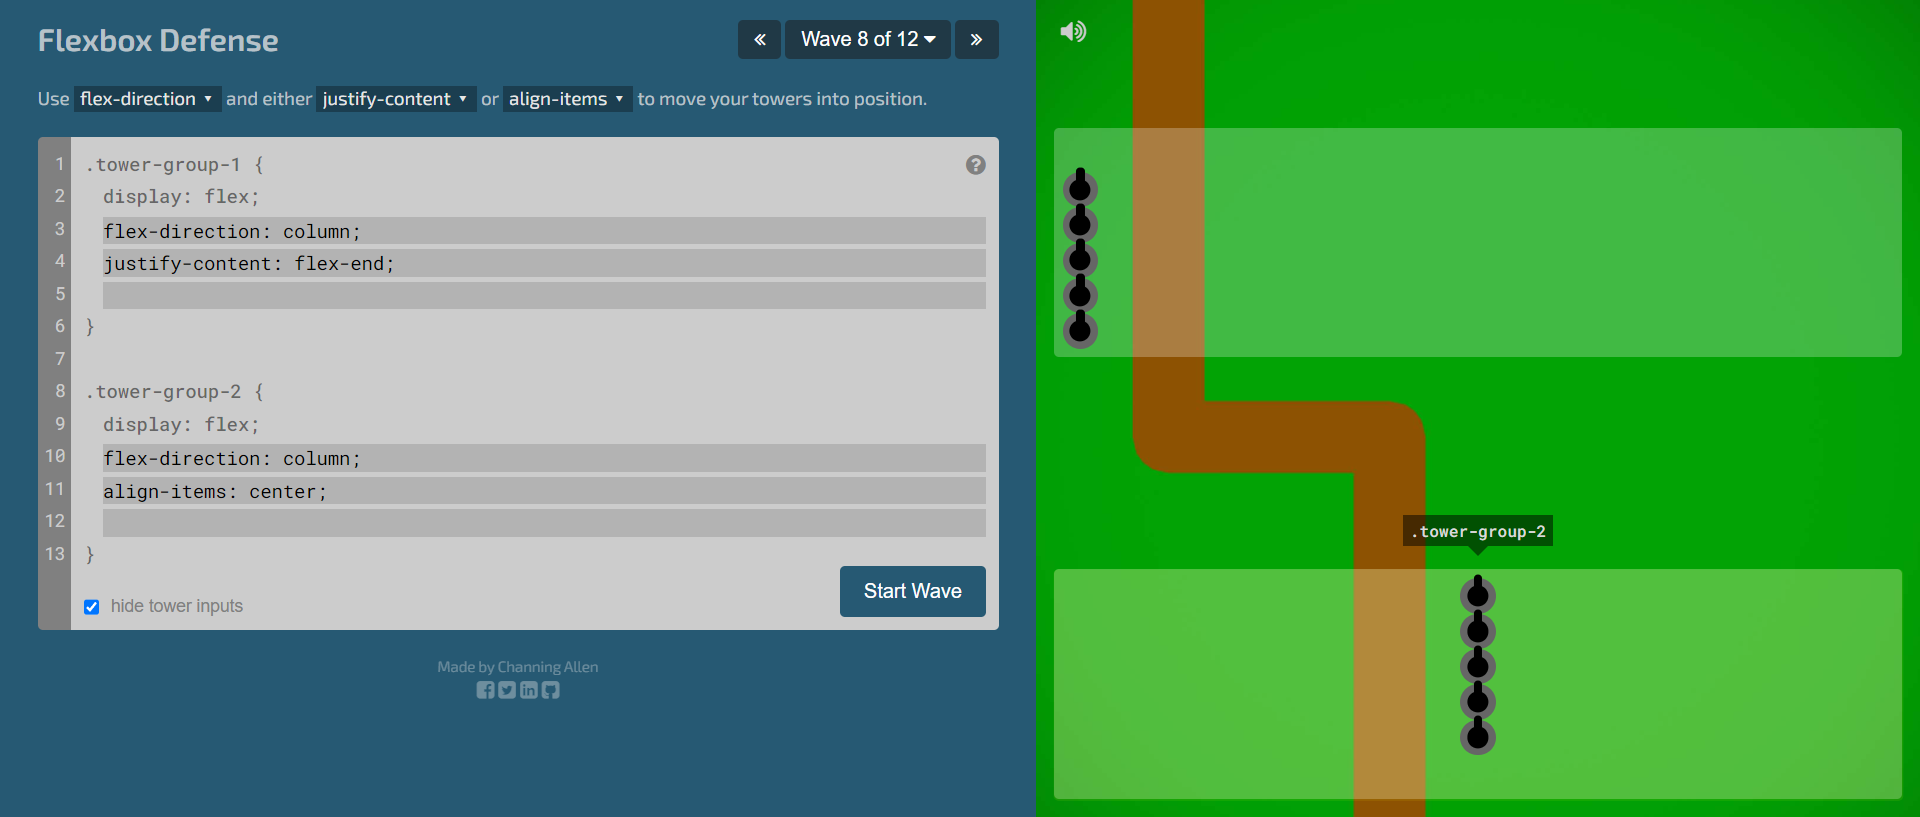 Flexbox Defense
« Wave 8 of 12 »
Use flex-direction and either justify-content or align-items to move your towers into position.
1 .tower-group-1 {
2 display: flex;
3 flex-direction: column;
4 justify-content: flex-end;
5
6 }
7
8 .tower-group-2 {
9 display: flex;
10 flex-direction: column;
11 align-items: center;
12
13 }
hide tower inputs
Start Wave
Made by Channing Allen
.tower-group-2